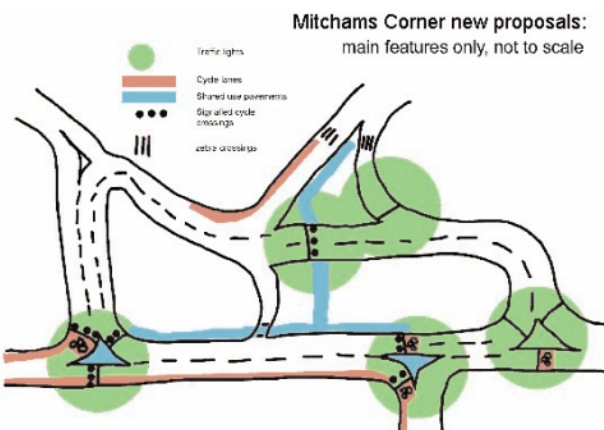 Mitchams Corner new proposals:
main features only, not to scale
Traffic lights
Cycle lanes
Shared use pavements
Signalled cycle
crossings
zebra crossings